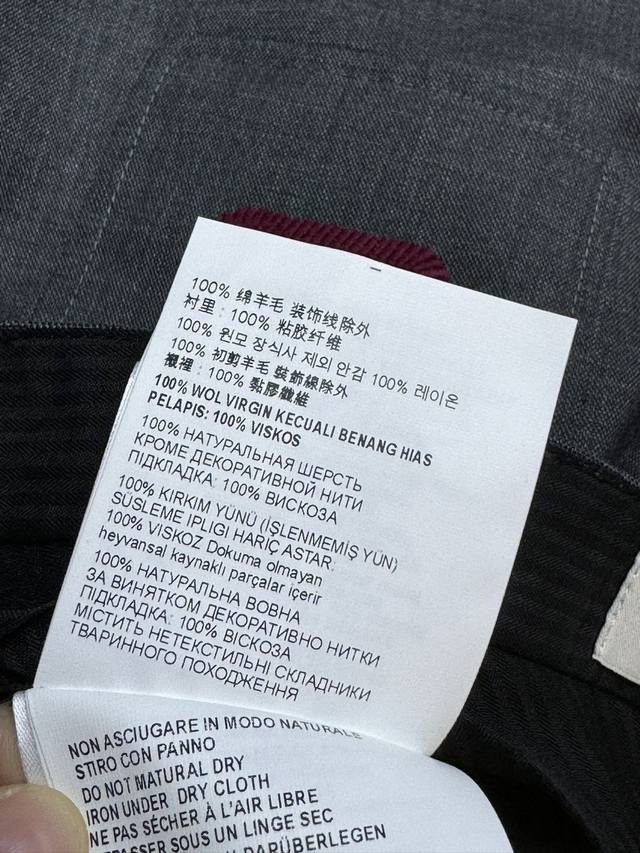 100% 绵羊毛 装饰线除外
衬里 : 100% 粘胶纤维
100% 원모 장식사 제외 안감 100% 레이온
100% 初剪羊毛 裝飾線除外
襯裡 : 100% 黏膠纖維
100% WOL VIRGIN KECUALI BENANG HIAS
PELAPIS: 100% VISKOS
100% НАТУРАЛЬНАЯ ШЕРСТЬ
КРОМЕ ДЕКОРАТИВНОЙ НИТИ
ПІДКЛАДКА: 100% ВИСКОЗА
100% KIRKIM YÜNÜ (İŞLENMEMİŞ YÜN)
SÜSLEME IPLIGI HARİÇ ASTAR:
100% VISKOZ Dokuma olmayan
heyvansal kaynaklı parçalar içerir
100% НАТУРАЛЬНА ВОВНА
ЗА ВИНЯТКОМ ДЕКОРАТИВНО НИТКИ
ПІДКЛАДКА: 100% ВІСКОЗА
МІСТИТЬ НЕТЕКСТИЛЬНІ СКЛАДНИКИ
ТВАРИННОГО ПОХОДЖЕННЯ
NON ASCIUGARE IN MODO NATURALE
STIRO CON PANNO
DO NOT NATURAL DRY
IRON UNDER DRY CLOTH
NE PAS SÉCHER À L'AIR LIBRE
SOUS UN LINGE SEC
DARÜBERLEGEN